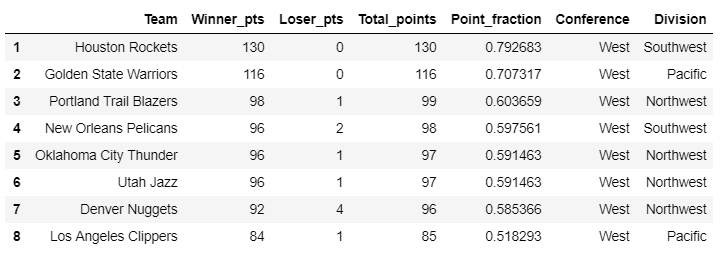 Team Winner_pts Loser_pts Total_points Point_fraction Conference Division
1 Houston Rockets 130 0 130 0.792683 West Southwest
2 Golden State Warriors 116 0 116 0.707317 West Pacific
3 Portland Trail Blazers 98 1 99 0.603659 West Northwest
4 New Orleans Pelicans 96 2 98 0.597561 West Southwest
5 Oklahoma City Thunder 96 1 97 0.591463 West Northwest
6 Utah Jazz 96 1 97 0.591463 West Northwest
7 Denver Nuggets 92 4 96 0.585366 West Northwest
8 Los Angeles Clippers 84 1 85 0.518293 West Pacific